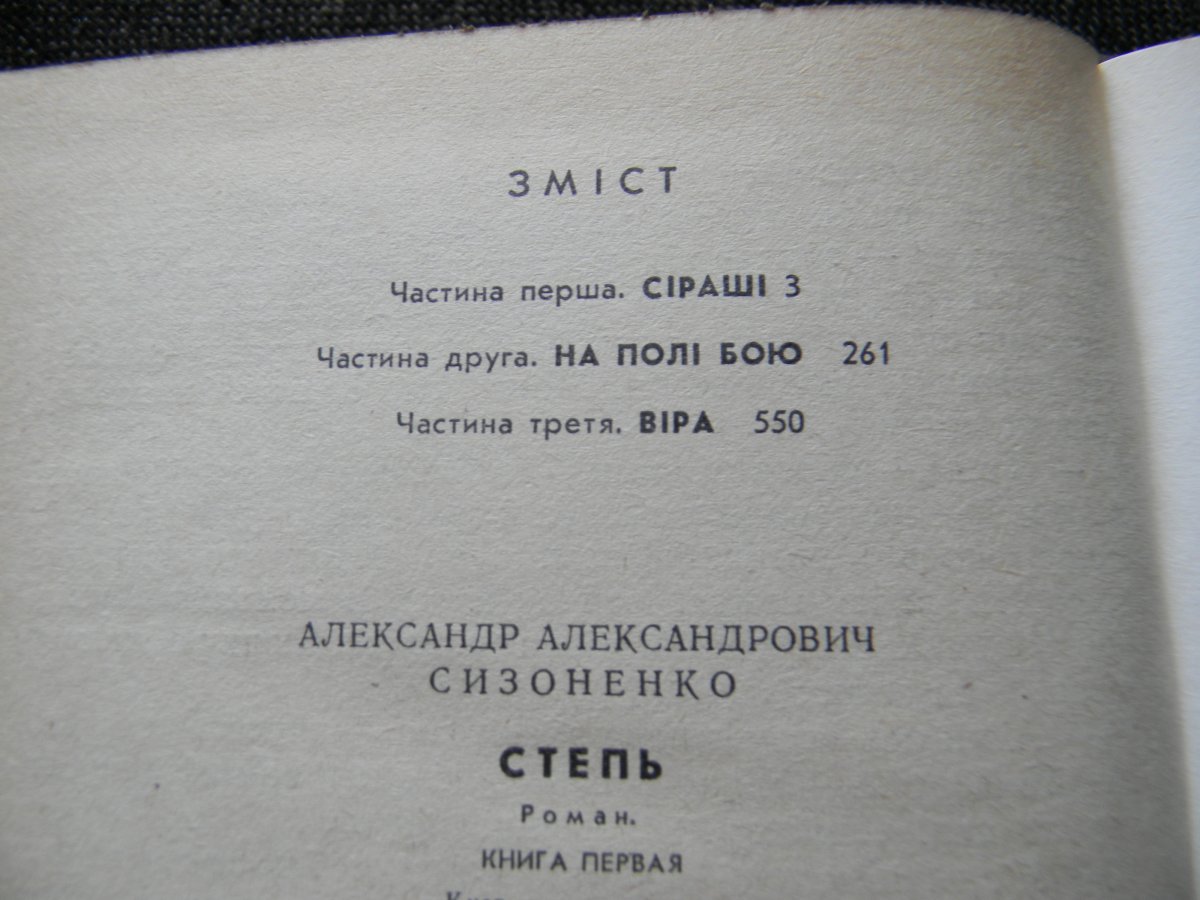 ЗМІСТ
Частина перша. СІРАШІ 3
Частина друга. НА ПОЛІ БОЮ 261
Частина третя. ВІРА 550
АЛЕКСАНДР АЛЕКСАНДРОВИЧ
СИЗОНЕНКО
СТЕПЬ
Роман.
КНИГА ПЕРВАЯ